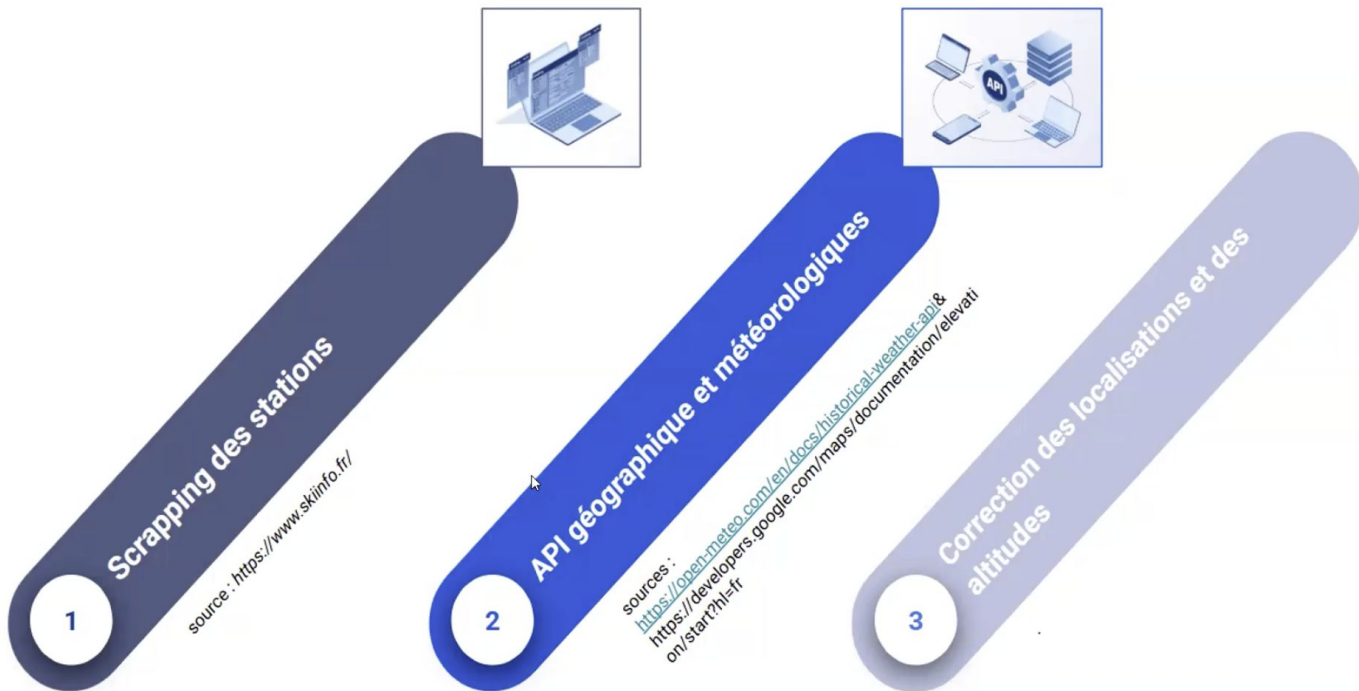 API
Scrapping des stations
source : https://www.skiinfo.fr/
1
API géographique et météorologiques
sources :
https://open-meteo.com/en/docs/historical-weather-api&
https://developers.google.com/maps/documentation/elevati
on/start?hl=fr
2
Correction des localisations et des
altitudes
3
.